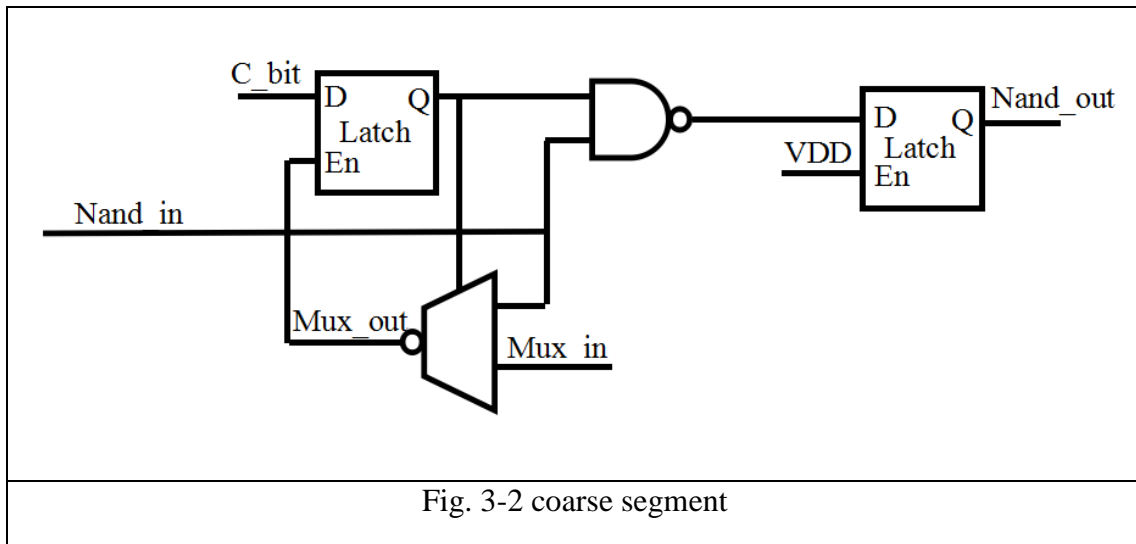 C_bit
D Q
Latch
En
Nand_in
Mux_out
Mux_in
D Q
Latch
En
VDD
Nand_out
Fig. 3-2 coarse segment